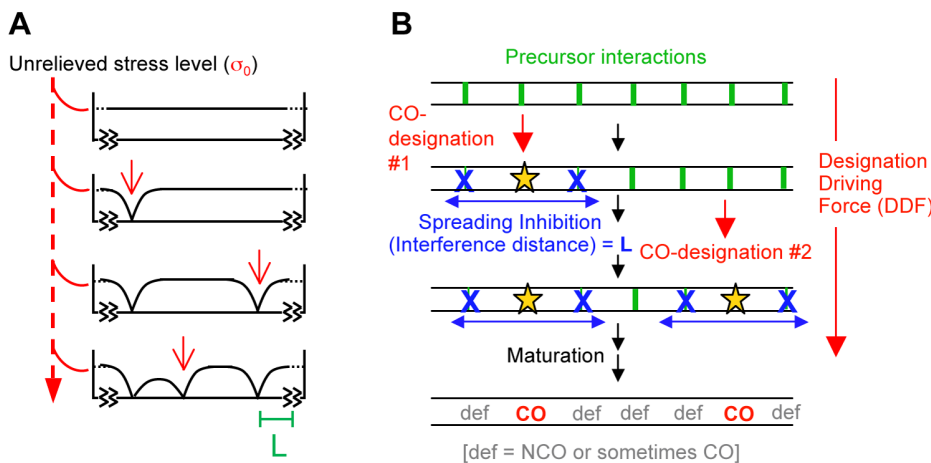 A
Unrelieved stress level (σ0)
L
B
Precursor interactions
CO-
designation
#1
Designation
Driving
Force (DDF)
X X
Spreading Inhibition
(Interference distance) = L
CO-designation #2
X X X X
Maturation
def CO def def def CO def
[def = NCO or sometimes CO]